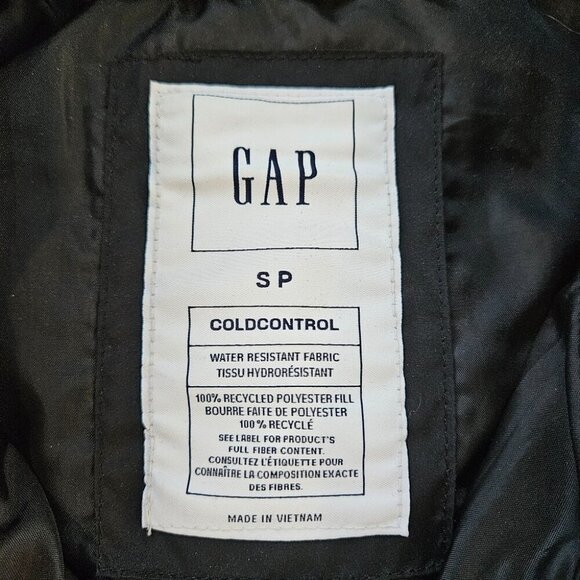 GAP
S P
COLDCONTROL
WATER RESISTANT FABRIC
TISSU HYDRORÉSISTANT
100% RECYCLED POLYESTER FILL
BOURRE FAITE DE POLYESTER
100 % RECYCLÉ
SEE LABEL FOR PRODUCT'S
FULL FIBER CONTENT.
CONSULTEZ L'ÉTIQUETTE POUR
CONNAÎTRE LA COMPOSITION EXACTE
DES FIBRES.
MADE IN VIETNAM